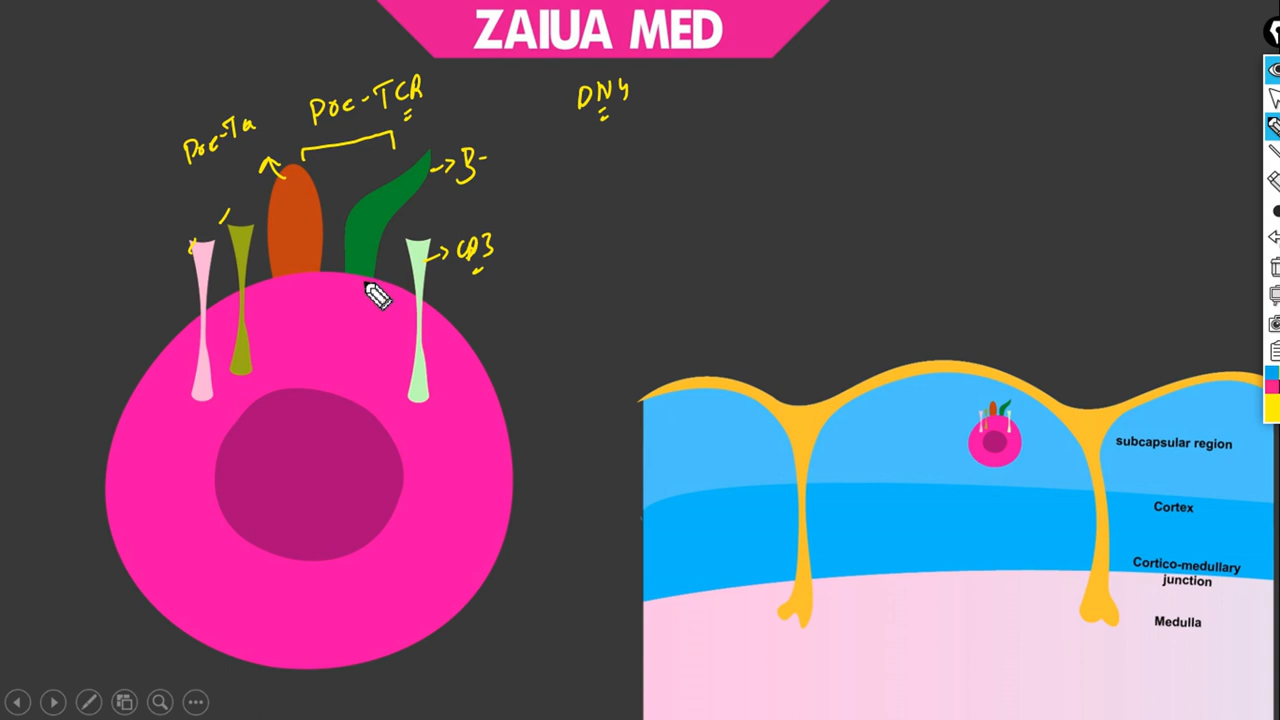 ZAIUA MED
Pre-TCR
DN4
Pre-Tα
β-
CD3
subcapsular region
Cortex
Cortico-medullary
junction
Medulla